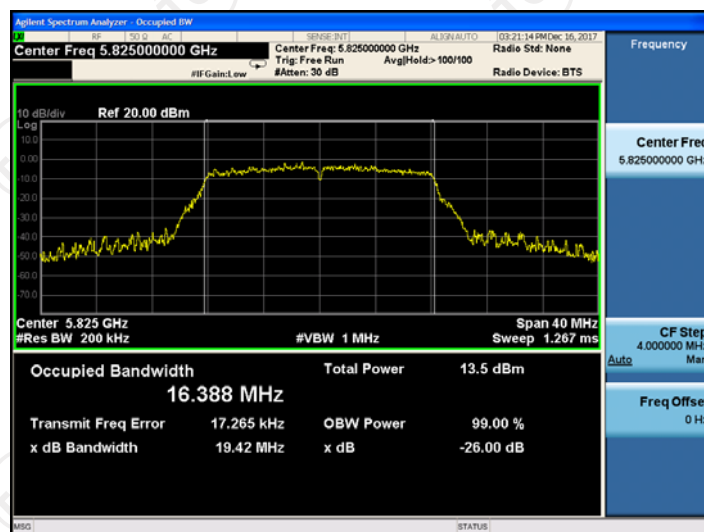 Agilent Spectrum Analyzer - Occupied BW
RF 50 Ω AC SENSE:INT ALIGN AUTO 03:21:14 PM Dec 16, 2017
Center Freq 5.825000000 GHz
Center Freq: 5.825000000 GHz
Radio Std: None
Trig: Free Run Avg|Hold:>100/100
#IFGain:Low #Atten: 30 dB Radio Device: BTS
Frequency
10 dB/div Ref 20.00 dBm
Log
10.0
0.00
-10.0
-20.0
-30.0
-40.0
-50.0
-60.0
-70.0
Center Freq
5.825000000 GHz
Center 5.825 GHz Span 40 MHz
#Res BW 200 kHz #VBW 1 MHz Sweep 1.267 ms
CF Step
4.000000 MHz
Auto Man
Occupied Bandwidth Total Power 13.5 dBm
16.388 MHz
Transmit Freq Error 17.265 kHz OBW Power 99.00 %
x dB Bandwidth 19.42 MHz x dB -26.00 dB
Freq Offset
0 Hz
MSG STATUS